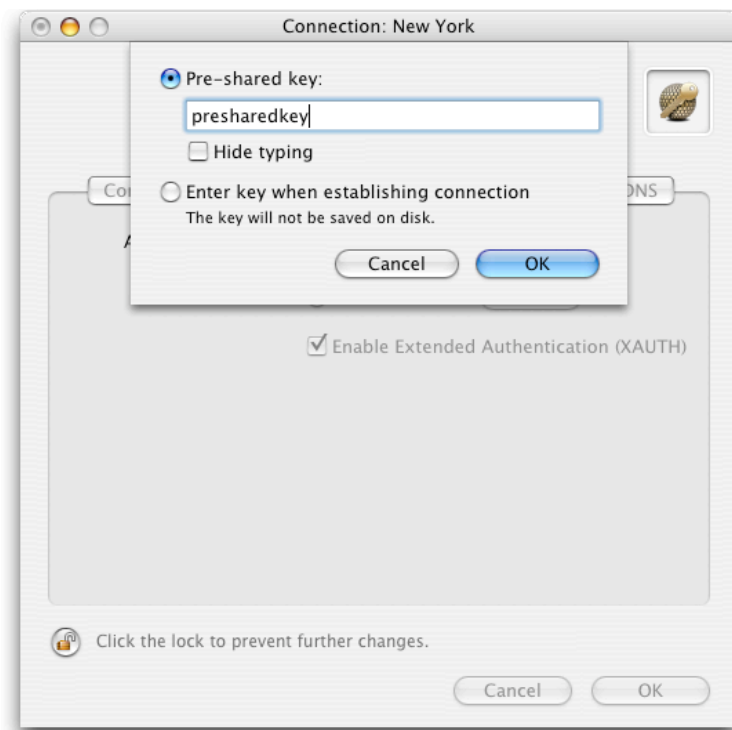 Connection: New York
Pre-shared key:
presharedkey
Hide typing
Enter key when establishing connection
The key will not be saved on disk.
Cancel OK
Enable Extended Authentication (XAUTH)
Click the lock to prevent further changes.
Cancel OK